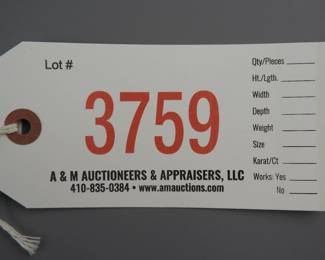 Lot #
3759
A & M AUCTIONEERS & APPRAISERS, LLC
410-835-0384 • www.amauctions.com
Qty/Pieces
Ht./Lgth.
Width
Depth
Weight
Size
Karat/Ct
Works: Yes
No